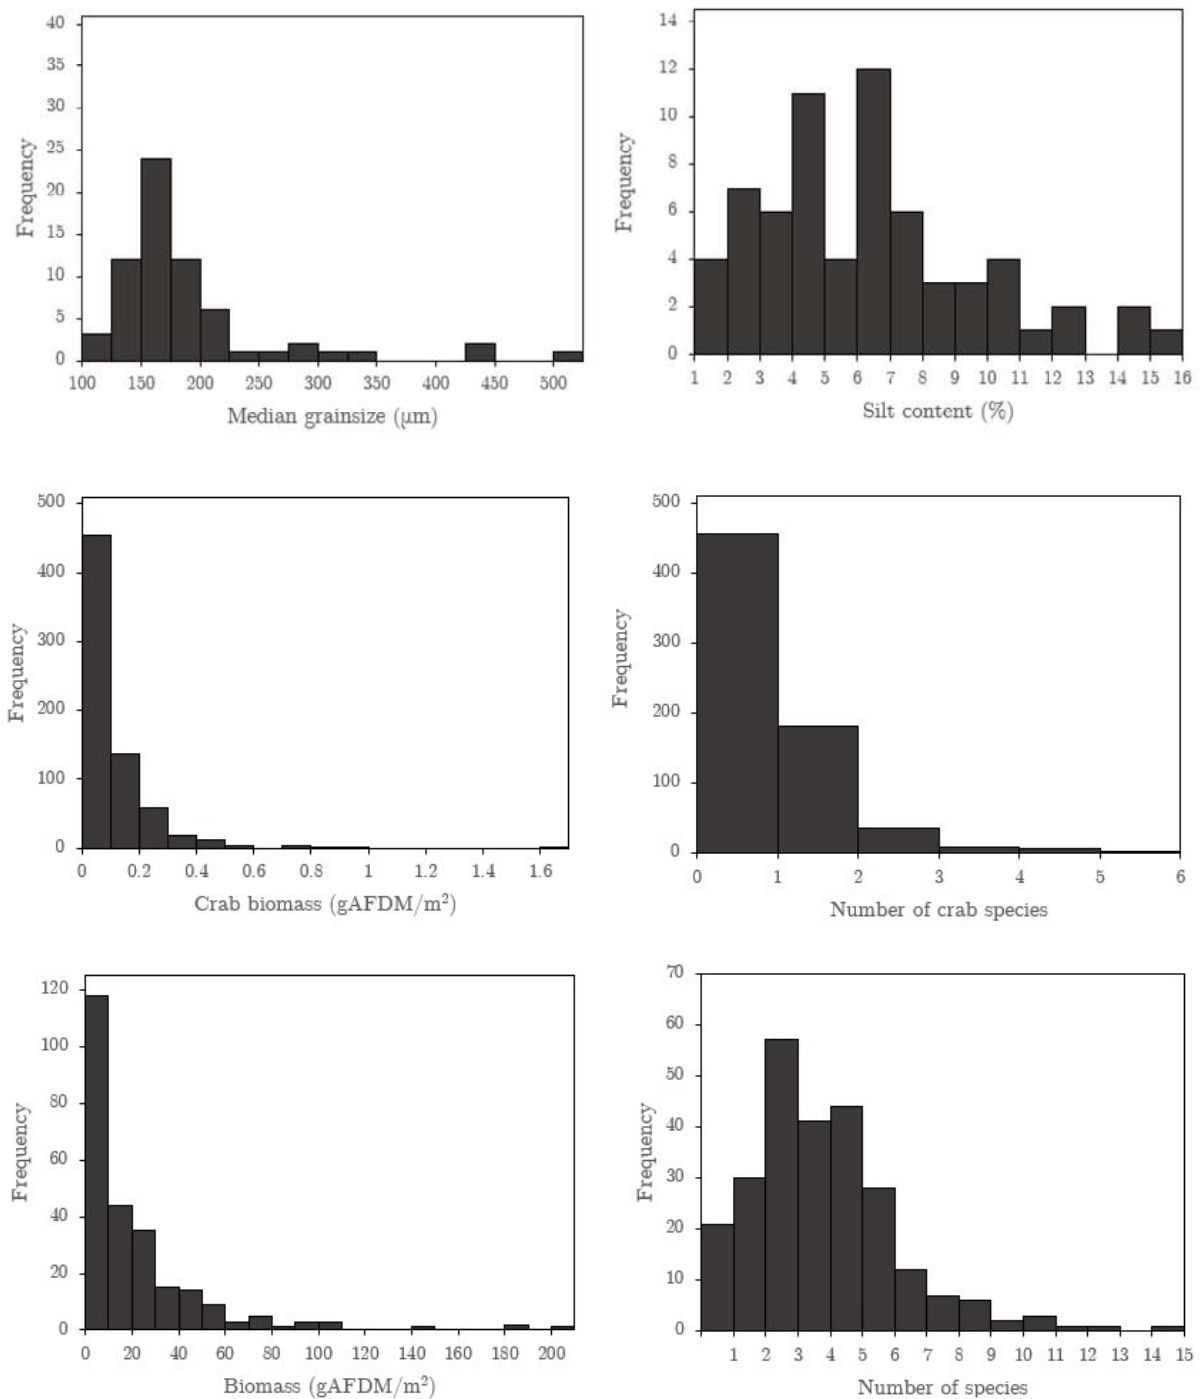 40
35
30
25
20
15
10
5
0
Frequency
100 150 200 250 300 350 400 450 500
Median grainsize (µm)
14
12
10
8
6
4
2
0
Frequency
1 2 3 4 5 6 7 8 9 10 11 12 13 14 15 16
Silt content (%)
500
400
300
200
100
0
Frequency
0 0.2 0.4 0.6 0.8 1 1.2 1.4 1.6
Crab biomass (gAFDM/m²)
500
400
300
200
100
0
Frequency
0 1 2 3 4 5 6
Number of crab species
120
100
80
60
40
20
0
Frequency
0 20 40 60 80 100 120 140 160 180 200
Biomass (gAFDM/m²)
70
60
50
40
30
20
10
0
Frequency
1 2 3 4 5 6 7 8 9 10 11 12 13 14 15
Number of species